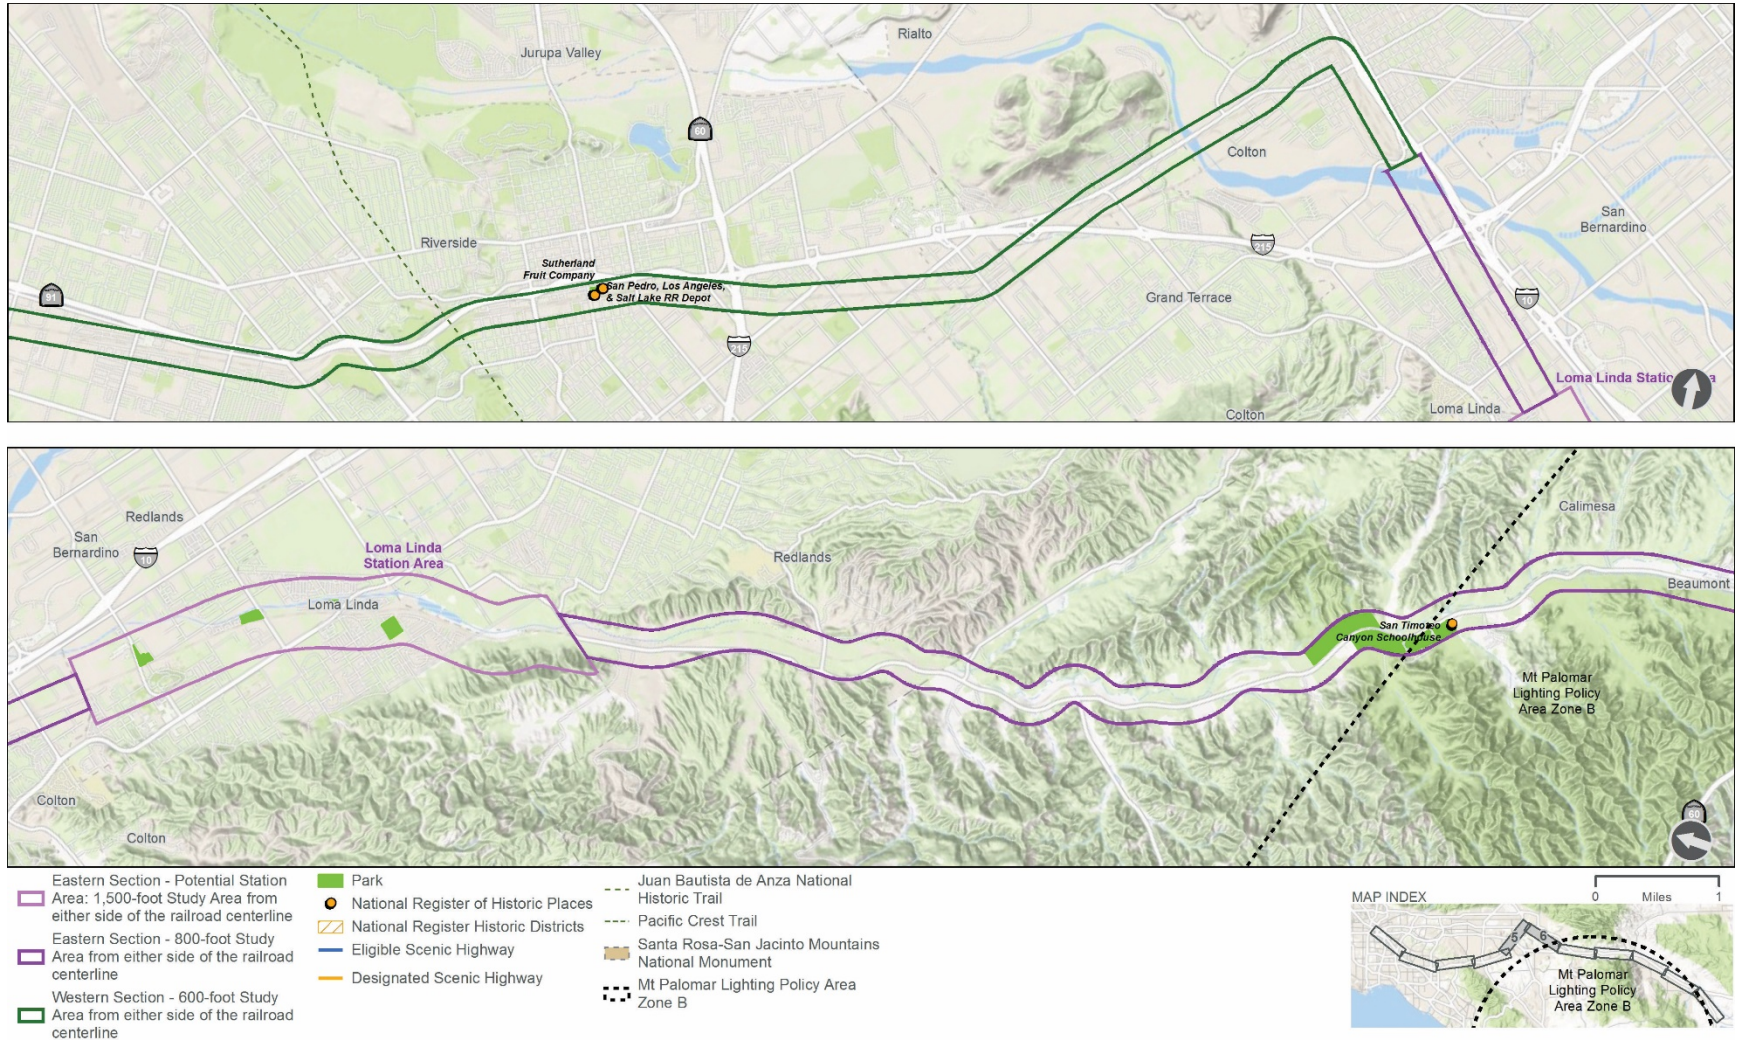 Rialto
Jurupa Valley
60
Colton
San
Bernardino
Riverside
215
Sutherland
Fruit Company
San Pedro, Los Angeles,
& Salt Lake RR Depot
91
Grand Terrace
10
215
Loma Linda
Colton
Loma Linda
Redlands
San
Bernardino
10
Loma Linda
Station Area
Redlands
Calimesa
Beaumont
Loma Linda
San Timoteo
Canyon Schoolhouse
Mt Palomar
Lighting Policy
Area Zone B
Colton
Colton
60
Eastern Section - Potential Station
Area: 1,500-foot Study Area from
either side of the railroad centerline
Eastern Section - 800-foot Study
Area from either side of the railroad
centerline
Western Section - 600-foot Study
Area from either side of the railroad
centerline
Park
National Register of Historic Places
National Register Historic Districts
Eligible Scenic Highway
Designated Scenic Highway
Juan Bautista de Anza National
Historic Trail
Pacific Crest Trail
Santa Rosa-San Jacinto Mountains
National Monument
Mt Palomar Lighting Policy Area
Zone B
MAP INDEX
0 Miles 1
5
6
Mt Palomar
Lighting Policy
Area Zone B